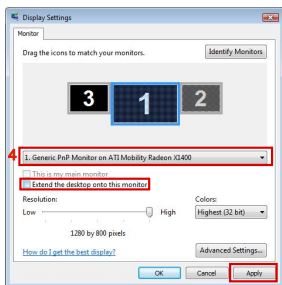 Display Settings
Monitor
Drag the icons to match your monitors.
Identify Monitors
3
1
2
4
1. Generic PnP Monitor on ATI Mobility Radeon X1400
This is my main monitor
Extend the desktop onto this monitor
Resolution:
Colors:
Low
High
Highest (32 bit)
1280 by 800 pixels
How do I get the best display?
Advanced Settings...
OK
Cancel
Apply